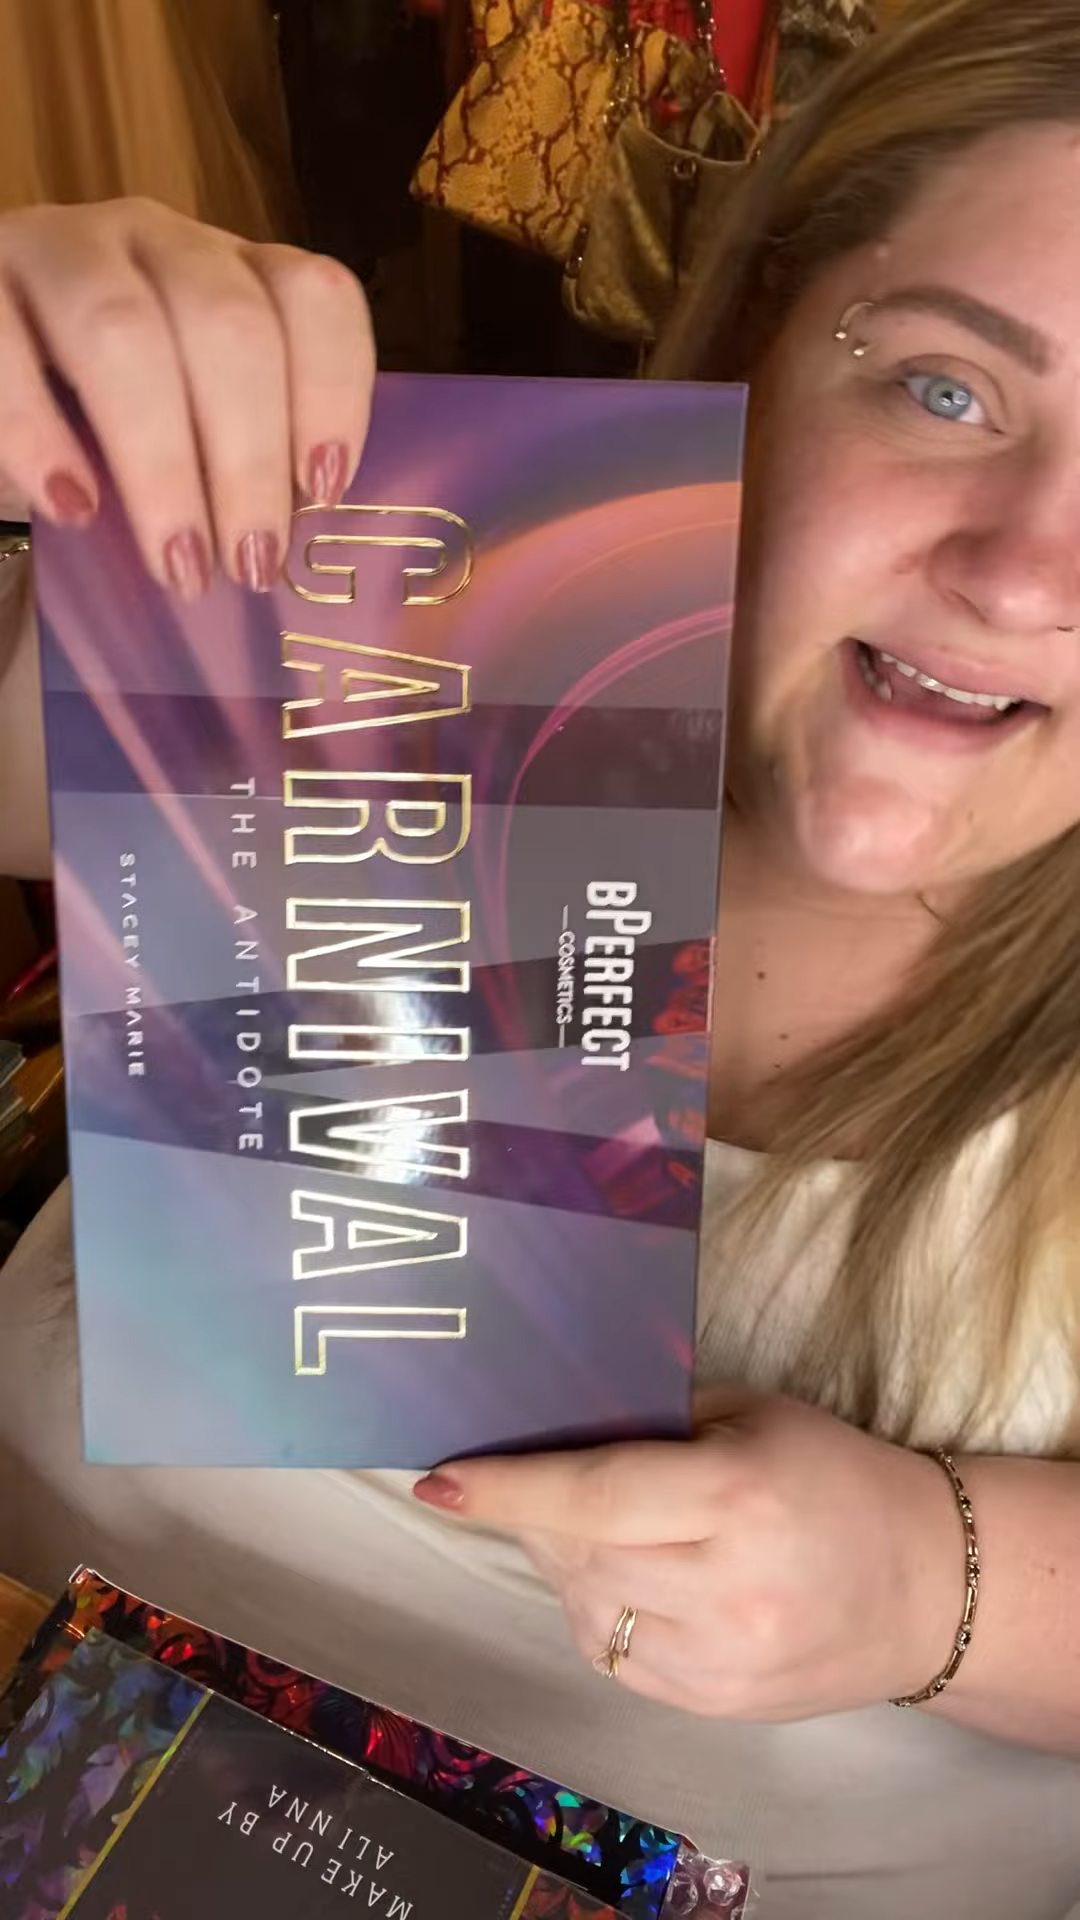 BPERFECT
COSMETICS
CARNIVAL
THE ANTIDOTE
STACEY MARIE
MAKE UP BY
ALINNA